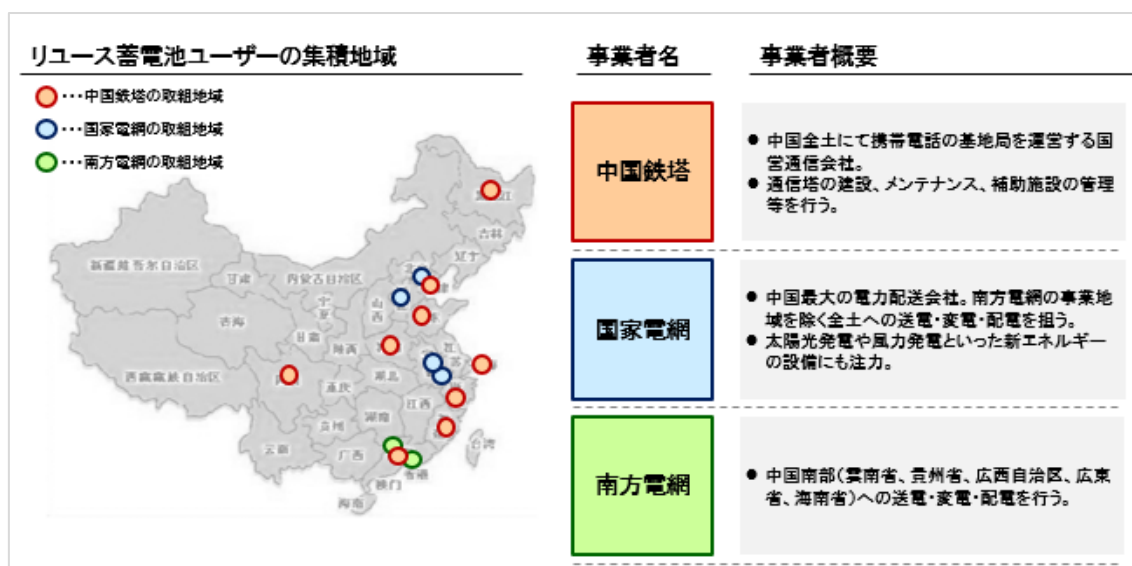 リユース蓄電池ユーザーの集積地域
事業者名
事業者概要
・・・中国鉄塔の取組地域
・・・国家電網の取組地域
・・・南方電網の取組地域
中国鉄塔
● 中国全土にて携帯電話の基地局を運営する国
営通信会社。
● 通信塔の建設、メンテナンス、補助施設の管理
等を行う。
国家電網
● 中国最大の電力配送会社。南方電網の事業地
域を除く全土への送電・変電・配電を担う。
● 太陽光発電や風力発電といった新エネルギー
の設備にも注力。
南方電網
● 中国南部(雲南省、貴州省、広西自治区、広東
省、海南省)への送電・変電・配電を行う。
吉林
辽宁
新疆维吾尔自治区
甘肃
内蒙古自治区
宁夏
山西
青海
甘肃
陕西
西藏藏族自治区
重庆
湖北
江西
湖南
贵州
云南
广西
台湾
澳门
香港
海南